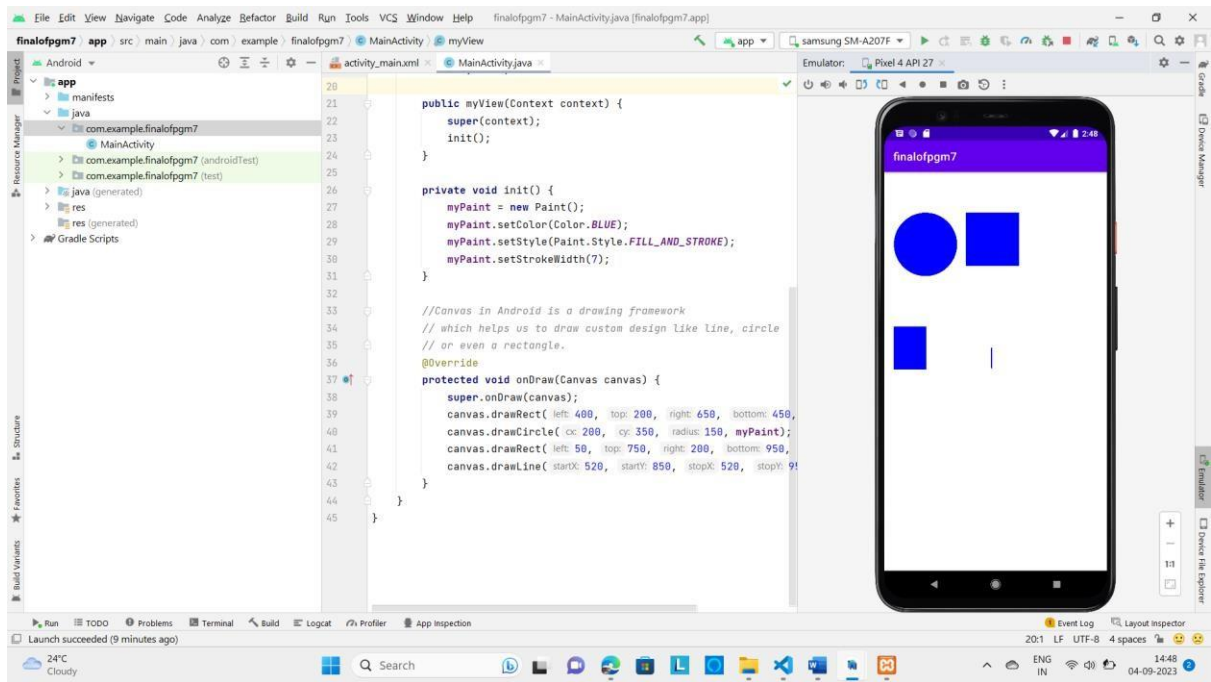 File Edit View Navigate Code Analyze Refactor Build Run Tools VCS Window Help finalofpgm7 - MainActivity.java [finalofpgm7.app]
finalofpgm7 app src main java com example finalofpgm7 MainActivity myView app samsung SM-A207F
Android
activity_main.xml MainActivity.java
Emulator: Pixel 4 API 27
Project
Resource Manager
Structure
Favorites
Build Variants
app
manifests
java
com.example.finalofpgm7
MainActivity
com.example.finalofpgm7 (androidTest)
com.example.finalofpgm7 (test)
java (generated)
res
res (generated)
Gradle Scripts
20
21 public myView(Context context) {
22 super(context);
23 init();
24 }
25
26 private void init() {
27 myPaint = new Paint();
28 myPaint.setColor(Color.BLUE);
29 myPaint.setStyle(Paint.Style.FILL_AND_STROKE);
30 myPaint.setStrokeWidth(7);
31 }
32
33 //Canvas in Android is a drawing framework
34 // which helps us to draw custom design like line, circle
35 // or even a rectangle.
36 @Override
37 protected void onDraw(Canvas canvas) {
38 super.onDraw(canvas);
39 canvas.drawRect( left: 400, top: 200, right: 650, bottom: 450,
40 canvas.drawCircle( cx: 200, cy: 350, radius: 150, myPaint);
41 canvas.drawRect( left: 50, top: 750, right: 200, bottom: 950,
42 canvas.drawLine( startX: 520, startY: 850, stopX: 520, stopY: 95
43 }
44 }
45 }
2:48
finalofpgm7
1:1
Gradle
Device Manager
Emulator
Device File Explorer
Run TODO Problems Terminal Build Logcat Profiler App Inspection Event Log Layout Inspector
Launch succeeded (9 minutes ago) 20:1 LF UTF-8 4 spaces
24°C
Cloudy
Search
ENG
IN
14:48
04-09-2023
2